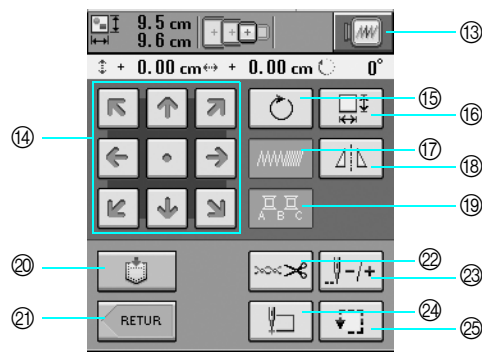 9.5 cm
9.6 cm
⑬
+ 0.00 cm + 0.00 cm 0°
⑭
⑮
⑯
⑰
⑱
A B C
⑲
⑳
㉒
-/+
㉓
RETUR
㉑
㉔
㉕